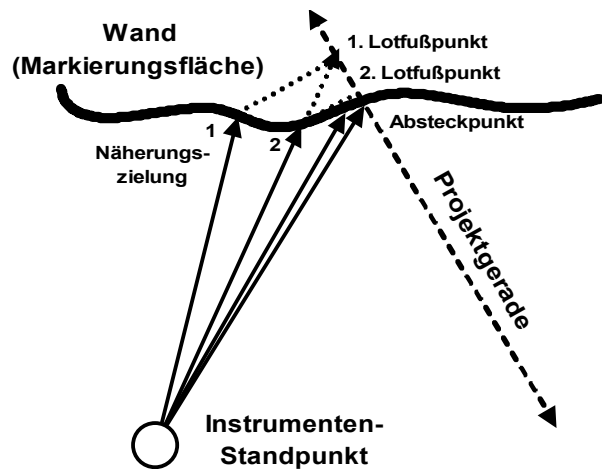 Wand
(Markierungsfläche)
1. Lotfußpunkt
2. Lotfußpunkt
Absteckpunkt
1
2
Näherungs-
zielung
Projektgerade
Instrumenten-
Standpunkt